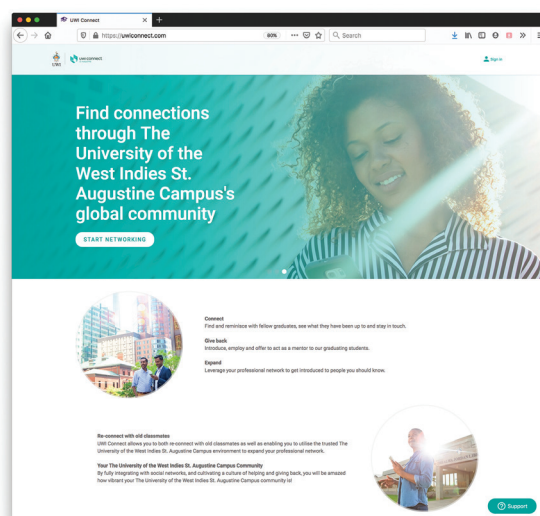 UWI Connect
https://uwiconnect.com
80%
Search
UWI
uwiconnect
Sign in
Find connections
through The
University of the
West Indies St.
Augustine Campus's
global community
START NETWORKING
Connect
Find and reminisce with fellow graduates, see what they have been up to and stay in touch.
Give back
Introduce, employ and offer to act as a mentor to our graduating students.
Expand
Leverage your professional network to get introduced to people you should know.
Re-connect with old classmates
UWI Connect allows you to both re-connect with old classmates as well as enabling you to utilise the trusted The
University of the West Indies St. Augustine Campus environment to expand your professional network.
Your The University of the West Indies St. Augustine Campus Community
By fully integrating with social networks, and cultivating a culture of helping and giving back, you will be amazed
how vibrant your The University of the West Indies St. Augustine Campus community is!
Support